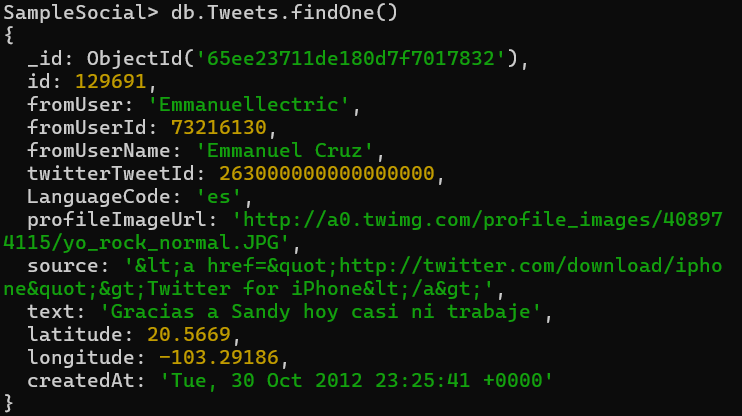 SampleSocial> db.Tweets.findOne()
{
  _id: ObjectId('65ee23711de180d7f7017832'),
  id: 129691,
  fromUser: 'Emmanuellectric',
  fromUserId: 73216130,
  fromUserName: 'Emmanuel Cruz',
  twitterTweetId: 263000000000000000,
  LanguageCode: 'es',
  profileImageUrl: 'http://a0.twimg.com/profile_images/40897
4115/yo_rock_normal.JPG',
  source: '&lt;a href=&quot;http://twitter.com/download/ipho
ne&quot;&gt;Twitter for iPhone&lt;/a&gt;',
  text: 'Gracias a Sandy hoy casi ni trabaje',
  latitude: 20.5669,
  longitude: -103.29186,
  createdAt: 'Tue, 30 Oct 2012 23:25:41 +0000'
}